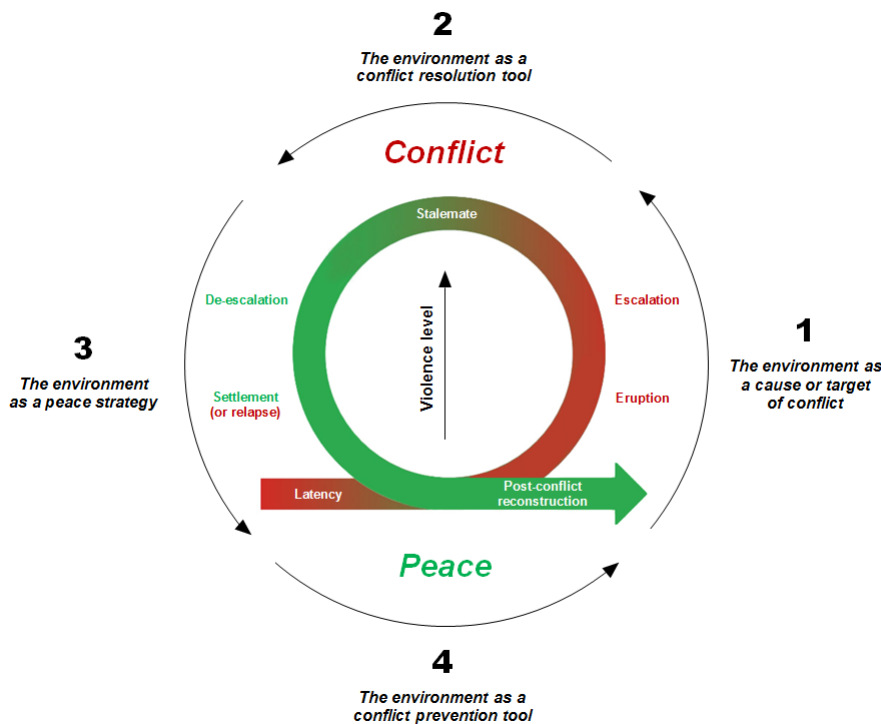 2
The environment as a
conflict resolution tool
Conflict
Stalemate
De-escalation
Escalation
Violence level
1
The environment as
a cause or target
of conflict
3
The environment
as a peace strategy
Settlement
(or relapse)
Eruption
Latency
Post-conflict
reconstruction
Peace
4
The environment as a
conflict prevention tool